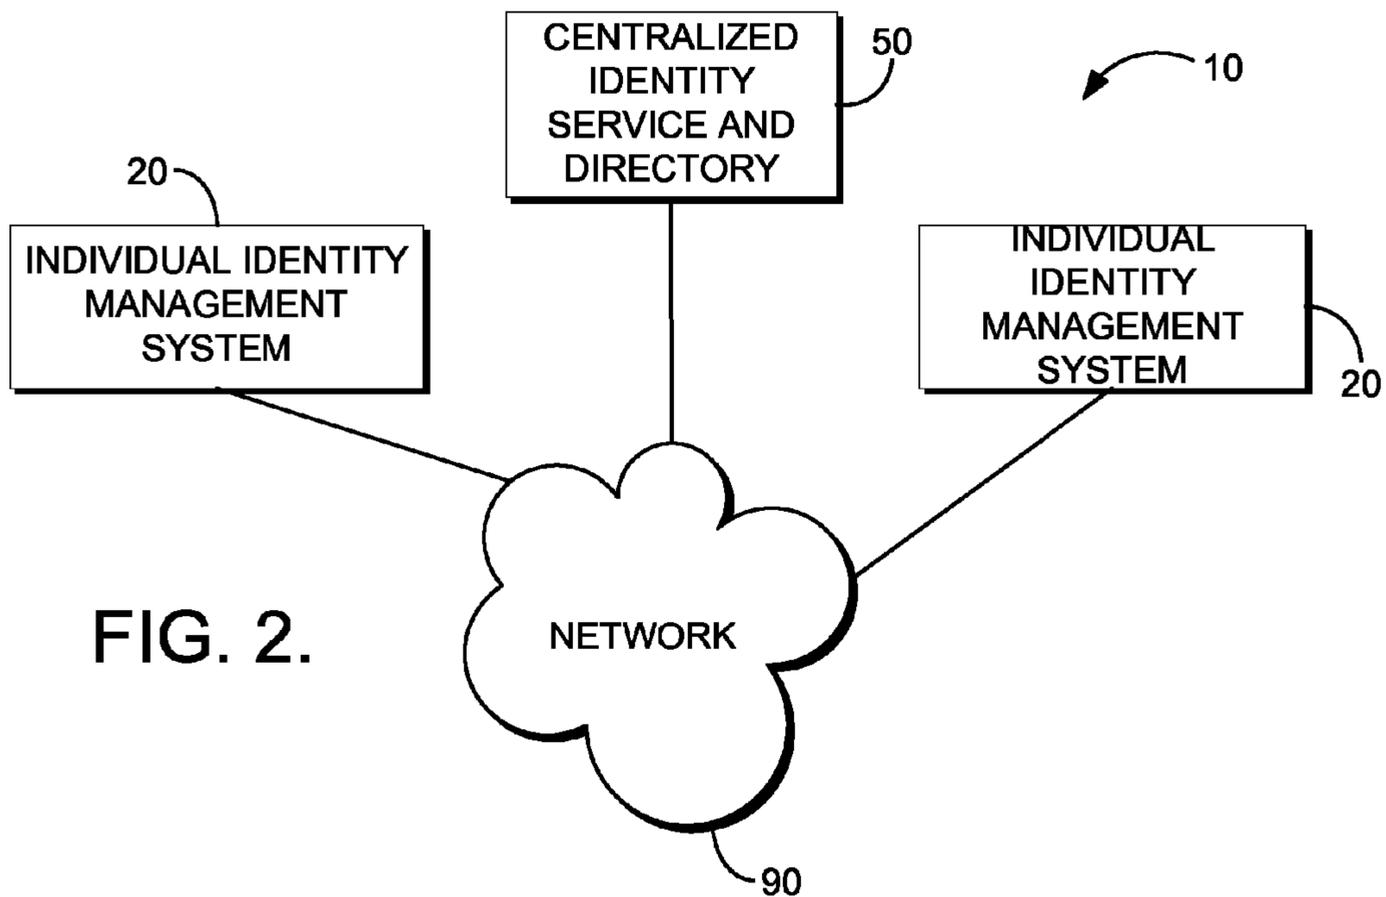 CENTRALIZED
IDENTITY
SERVICE AND
DIRECTORY
50
10
20
INDIVIDUAL IDENTITY
MANAGEMENT
SYSTEM
INDIVIDUAL
IDENTITY
MANAGEMENT
SYSTEM
20
NETWORK
FIG. 2.
90